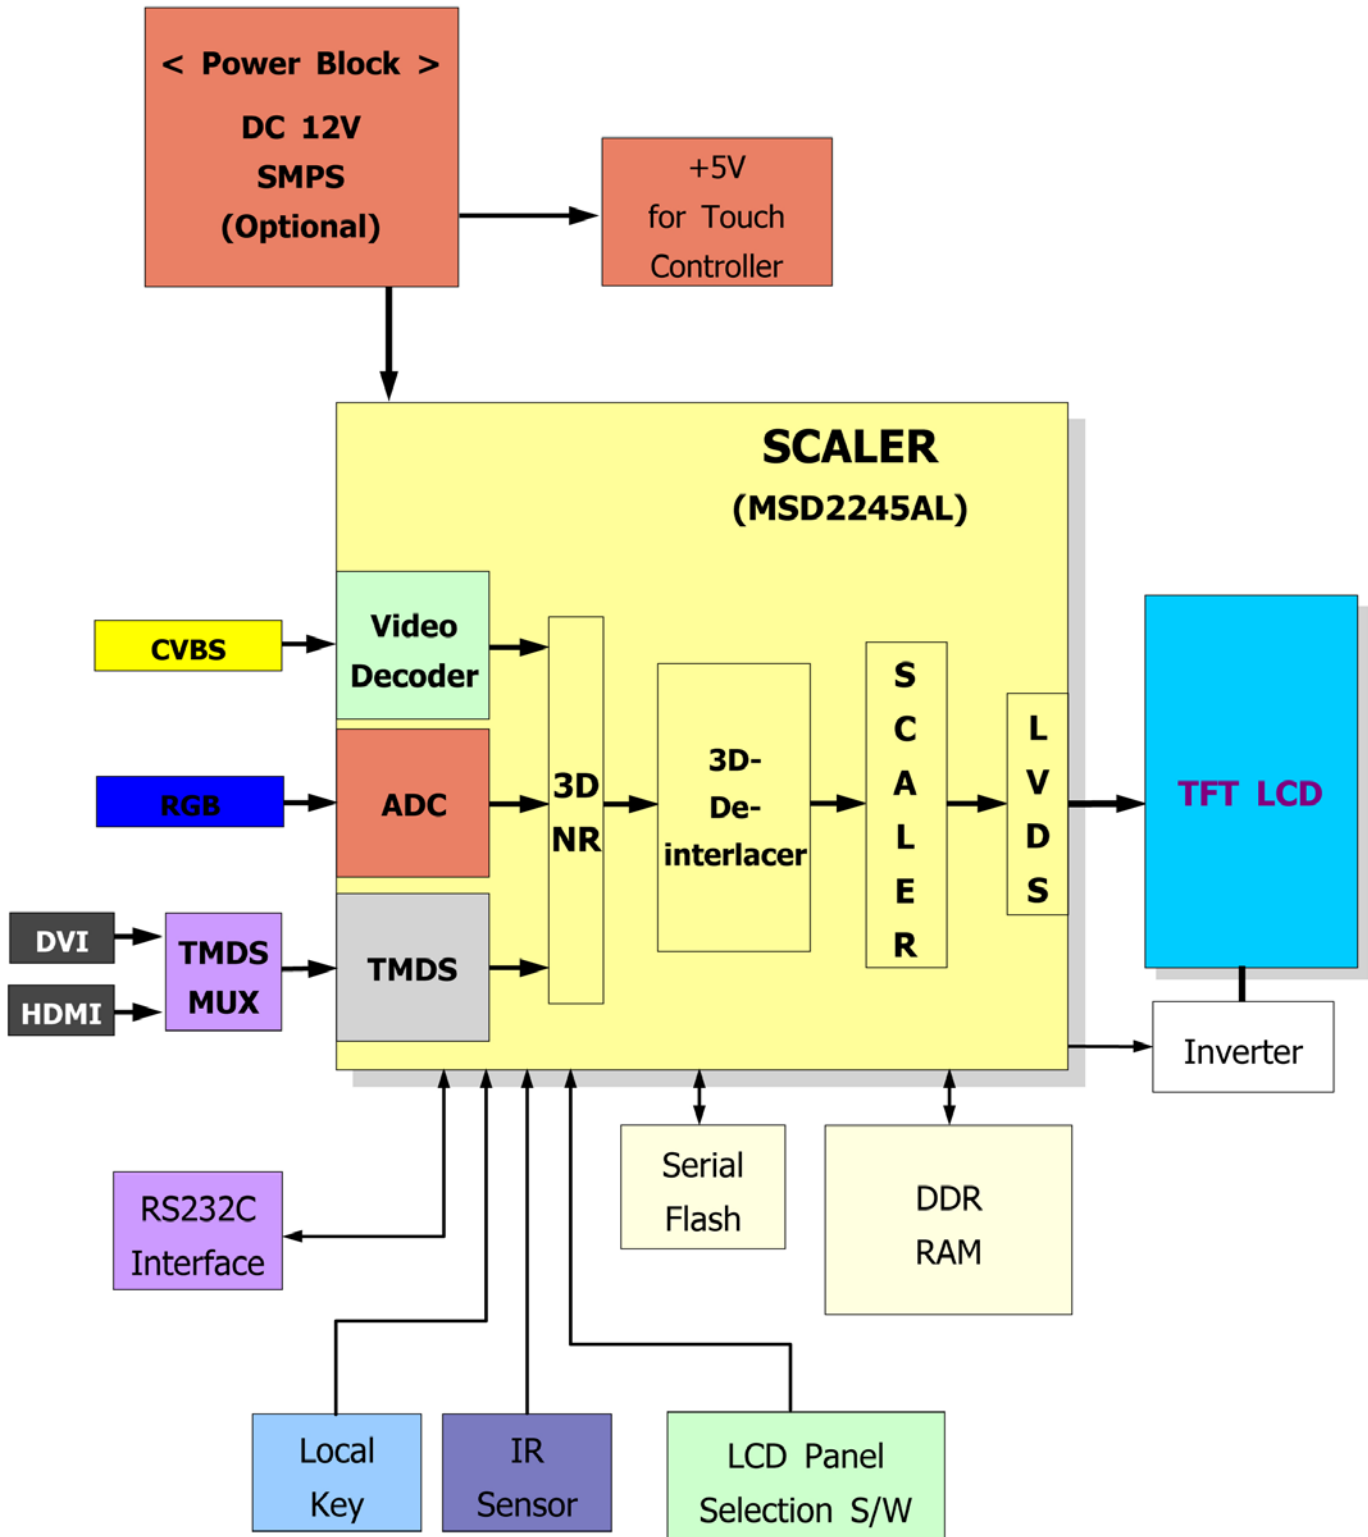 < Power Block >
DC 12V
SMPS
(Optional)
+5V
for Touch
Controller
SCALER
(MSD2245AL)
CVBS
Video
Decoder
RGB
ADC
DVI
HDMI
TMDS
MUX
TMDS
3D
NR
3D-
De-
interlacer
S
C
A
L
E
R
L
V
D
S
TFT LCD
Inverter
RS232C
Interface
Serial
Flash
DDR
RAM
Local
Key
IR
Sensor
LCD Panel
Selection S/W